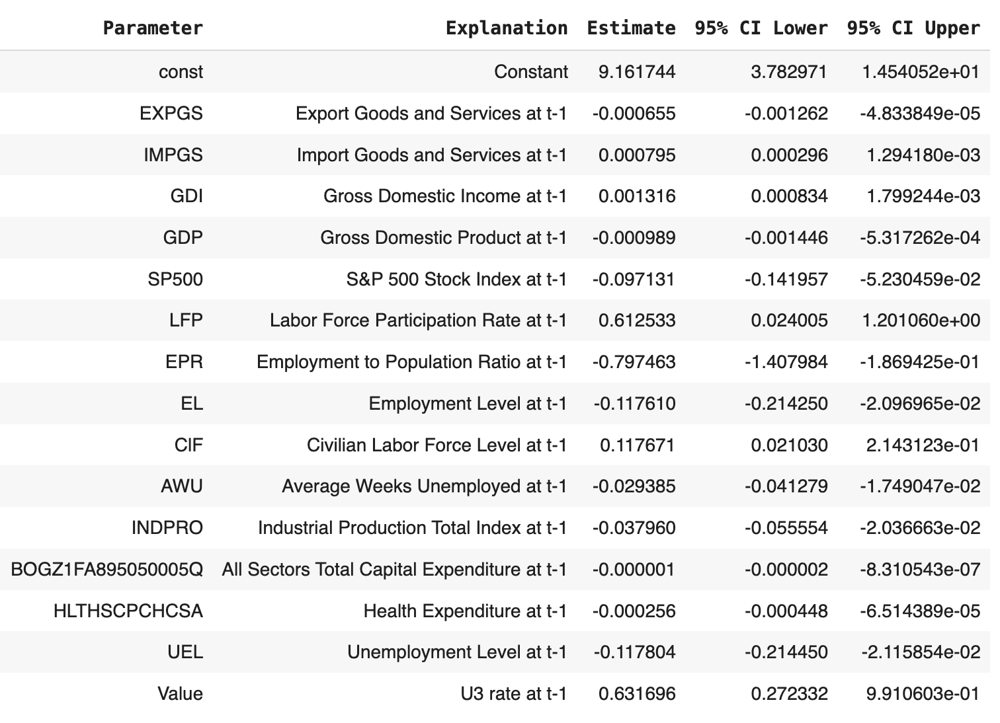 Parameter Explanation Estimate 95% CI Lower 95% CI Upper
const Constant 9.161744 3.782971 1.454052e+01
EXPGS Export Goods and Services at t-1 -0.000655 -0.001262 -4.833849e-05
IMPGS Import Goods and Services at t-1 0.000795 0.000296 1.294180e-03
GDI Gross Domestic Income at t-1 0.001316 0.000834 1.799244e-03
GDP Gross Domestic Product at t-1 -0.000989 -0.001446 -5.317262e-04
SP500 S&P 500 Stock Index at t-1 -0.097131 -0.141957 -5.230459e-02
LFP Labor Force Participation Rate at t-1 0.612533 0.024005 1.201060e+00
EPR Employment to Population Ratio at t-1 -0.797463 -1.407984 -1.869425e-01
EL Employment Level at t-1 -0.117610 -0.214250 -2.096965e-02
ClF Civilian Labor Force Level at t-1 0.117671 0.021030 2.143123e-01
AWU Average Weeks Unemployed at t-1 -0.029385 -0.041279 -1.749047e-02
INDPRO Industrial Production Total Index at t-1 -0.037960 -0.055554 -2.036663e-02
BOGZ1FA895050005Q All Sectors Total Capital Expenditure at t-1 -0.000001 -0.000002 -8.310543e-07
HLTHSCPCHCSA Health Expenditure at t-1 -0.000256 -0.000448 -6.514389e-05
UEL Unemployment Level at t-1 -0.117804 -0.214450 -2.115854e-02
Value U3 rate at t-1 0.631696 0.272332 9.910603e-01